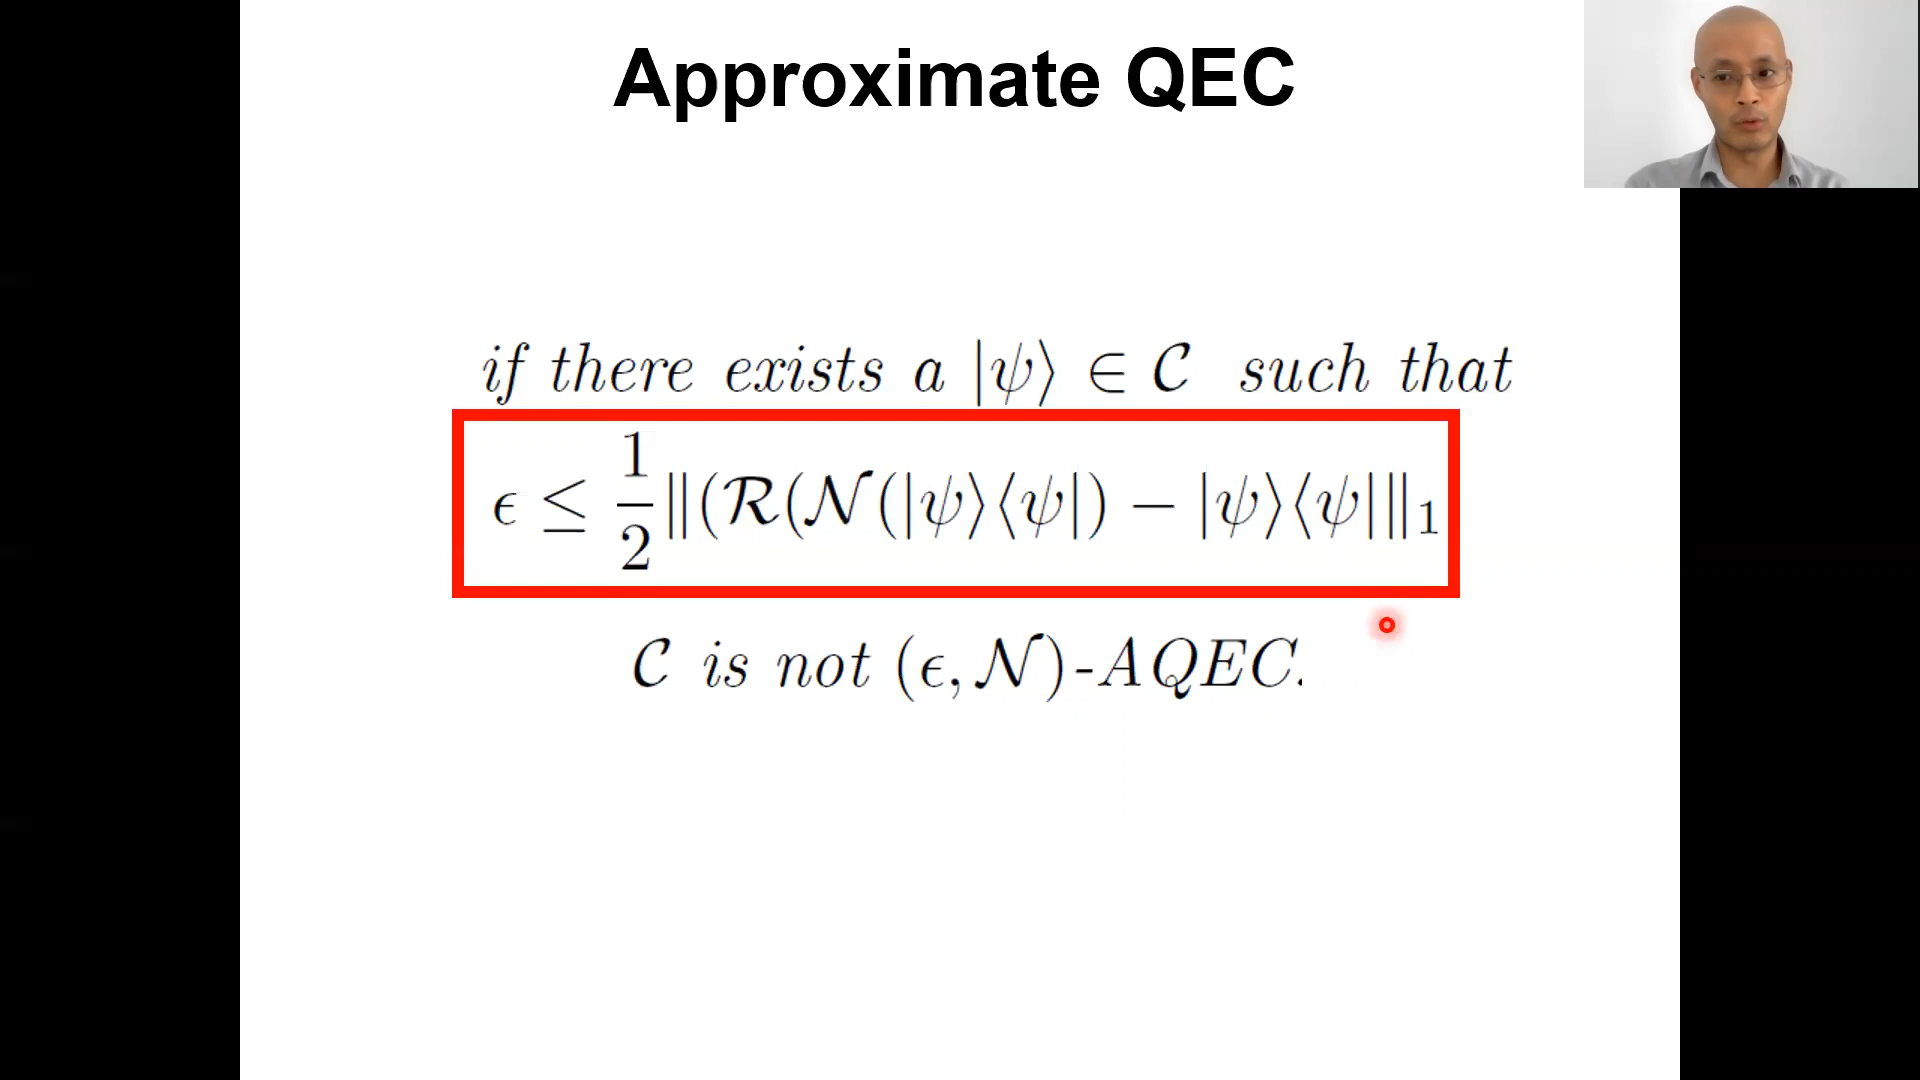 Approximate QEC
if there exists a |ψ⟩ ∈ 𝒞 such that
ϵ ≤ 1/2 ‖(ℛ(𝒩(|ψ⟩⟨ψ|) − |ψ⟩⟨ψ|‖₁
𝒞 is not (ϵ, 𝒩)-AQEC.